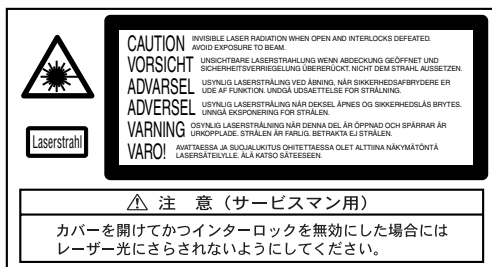 CAUTION INVISIBLE LASER RADIATION WHEN OPEN AND INTERLOCKS DEFEATED.
AVOID EXPOSURE TO BEAM.
VORSICHT UNSICHTBARE LASERSTRAHLUNG WENN ABDECKUNG GEÖFFNET UND
SICHERHEITSVERRIEGELUNG ÜBERERÜCKT. NICHT DEM STRAHL AUSSETZEN.
ADVARSEL USYNLIG LASERSTRÅLING VED ÅBNING, NÅR SIKKERHEDSAFBRYDERE ER
UDE AF FUNKTION. UNDGÅ UDSAETTELSE FOR STRÅLNING.
ADVERSEL USYNLIG LASERSTRÅLNING NÅR DEKSEL ÅPNES OG SIKKERHEDSLÅS BRYTES.
UNNGÅ EKSPONERING FOR STRÅLEN.
VARNING OSYNLIG LASERSTRÅLNING NÄR DENNA DEL ÄR ÖPPNAD OCH SPÄRRAR ÄR
URKOPPLADE. STRÅLEN ÄR FARLIG. BETRAKTA EJ STRÅLEN.
VARO! AVATTAESSA JA SUOJALUKITUS OHITETTAESSA OLET ALTTIINA NÄKYMÄTÖNTÄ
LASERSÄTEILYLLE. ÄLÄ KATSO SÄTEESEEN.
Laserstrahl
⚠ 注 意（サービスマン用）
カバーを開けてかつインターロックを無効にした場合には
レーザー光にさらされないようにしてください。